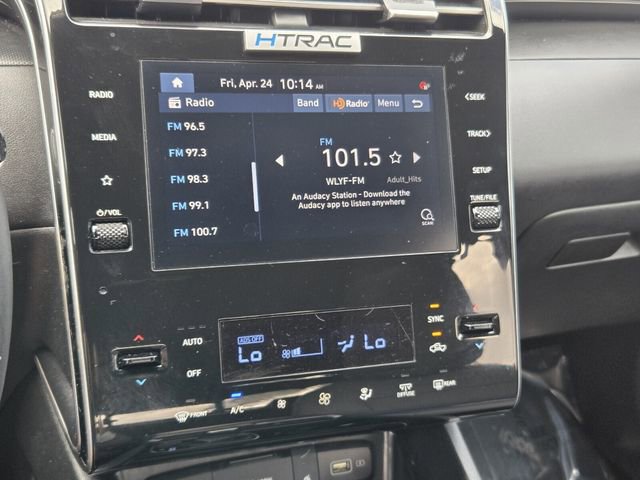 HTRAC
Fri, Apr. 24 10:14 AM
Radio Band HD Radio Menu
RADIO
MEDIA
VOL
FM 96.5
FM 97.3
FM 98.3
FM 99.1
FM 100.7
FM
101.5
WLYF-FM Adult_Hits
An Audacy Station - Download the
Audacy app to listen anywhere
SCAN
SEEK
TRACK
SETUP
TUNE/FILE
AUTO
OFF
ADS OFF
Lo
Lo
SYNC
FRONT
A/C
DIFFUSE
REAR